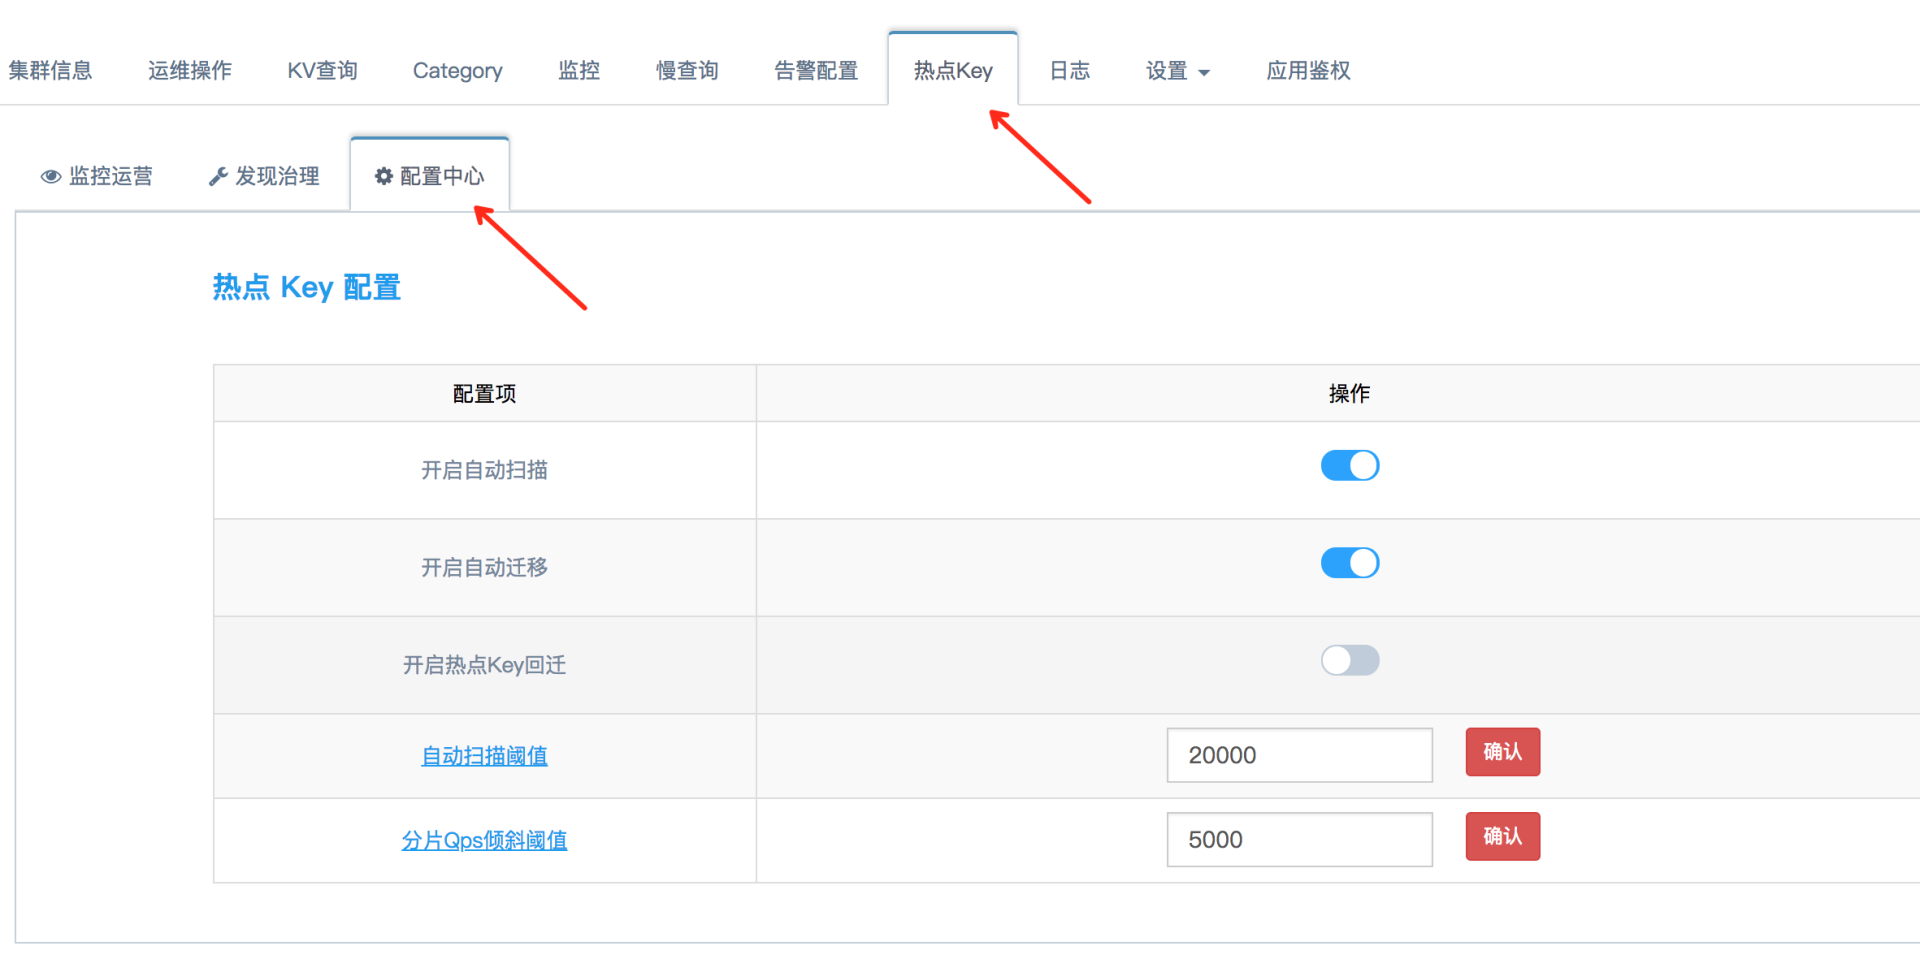 集群信息 运维操作 KV查询 Category 监控 慢查询 告警配置 热点Key 日志 设置 应用鉴权
监控运营 发现治理 配置中心
热点 Key 配置
配置项 操作
开启自动扫描
开启自动迁移
开启热点Key回迁
自动扫描阈值 20000 确认
分片Qps倾斜阈值 5000 确认